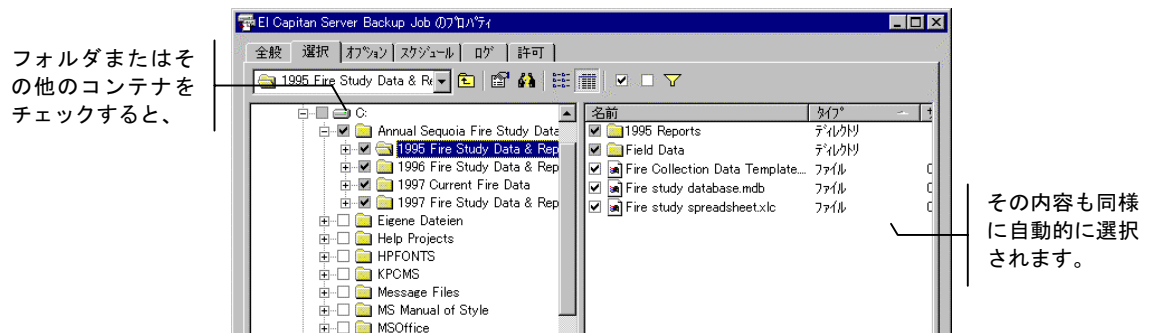 El Capitan Server Backup Job のﾌﾟﾛﾊﾟﾃｨ
全般 選択 ｵﾌﾟｼｮﾝ ｽｹｼﾞｭｰﾙ ﾛｸﾞ 許可
1995 Fire Study Data & Re
フォルダまたはそ
の他のコンテナを
チェックすると、
C:
Annual Sequoia Fire Study Data
1995 Fire Study Data & Rep
1996 Fire Study Data & Rep
1997 Current Fire Data
1997 Fire Study Data & Rep
Eigene Dateien
Help Projects
HPFONTS
KPCMS
Message Files
MS Manual of Style
MSOffice
名前 ﾀｲﾌﾟ
1995 Reports ﾃﾞｨﾚｸﾄﾘ
Field Data ﾃﾞｨﾚｸﾄﾘ
Fire Collection Data Template... ﾌｧｲﾙ
Fire study database.mdb ﾌｧｲﾙ
Fire study spreadsheet.xlc ﾌｧｲﾙ
その内容も同様
に自動的に選択
されます。